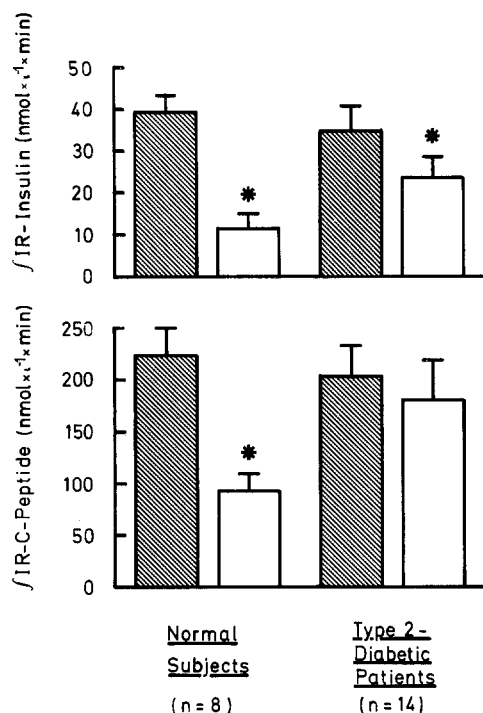 ∫IR-Insulin (nmol×ι⁻¹×min)
50
40
30
20
10
0
*
*
∫IR-C-Peptide (nmol×ι⁻¹×min)
250
200
150
100
50
0
*
Normal
Subjects
(n=8)
Type 2-
Diabetic
Patients
(n=14)